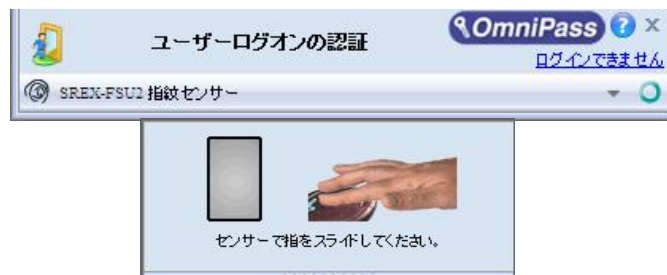 ユーザーログオンの認証
OmniPass
ログインできません
SREX-FSU2 指紋センサー
センサーで指をスライドしてください。